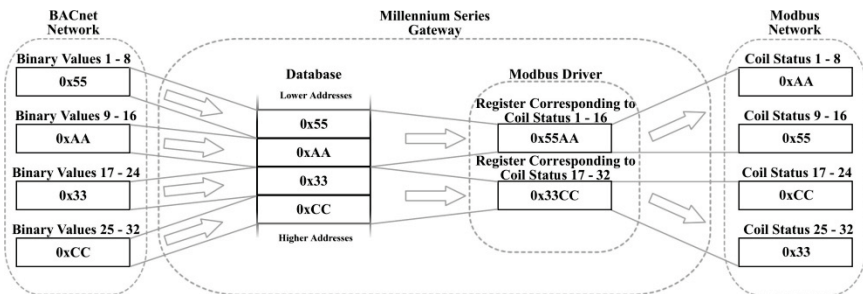 BACnet
Network
Binary Values 1 - 8
0x55
Binary Values 9 - 16
0xAA
Binary Values 17 - 24
0x33
Binary Values 25 - 32
0xCC
Millennium Series
Gateway
Database
Lower Addresses
0x55
0xAA
0x33
0xCC
Higher Addresses
Modbus Driver
Register Corresponding to
Coil Status 1 - 16
0x55AA
Register Corresponding to
Coil Status 17 - 32
0x33CC
Modbus
Network
Coil Status 1 - 8
0xAA
Coil Status 9 - 16
0x55
Coil Status 17 - 24
0xCC
Coil Status 25 - 32
0x33